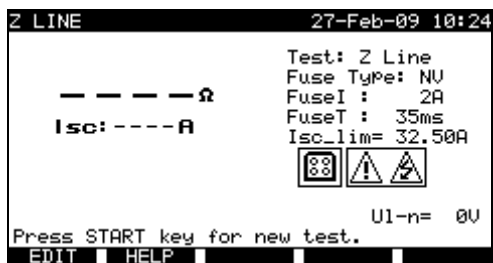 Z LINE 27-Feb-09 10:24
Test: Z Line
Fuse Type: NV
----Ω
FuseI : 2A
FuseT : 35ms
Isc:----A
Isc_lim= 32.50A
Ul-n= 0V
Press START key for new test.
EDIT HELP